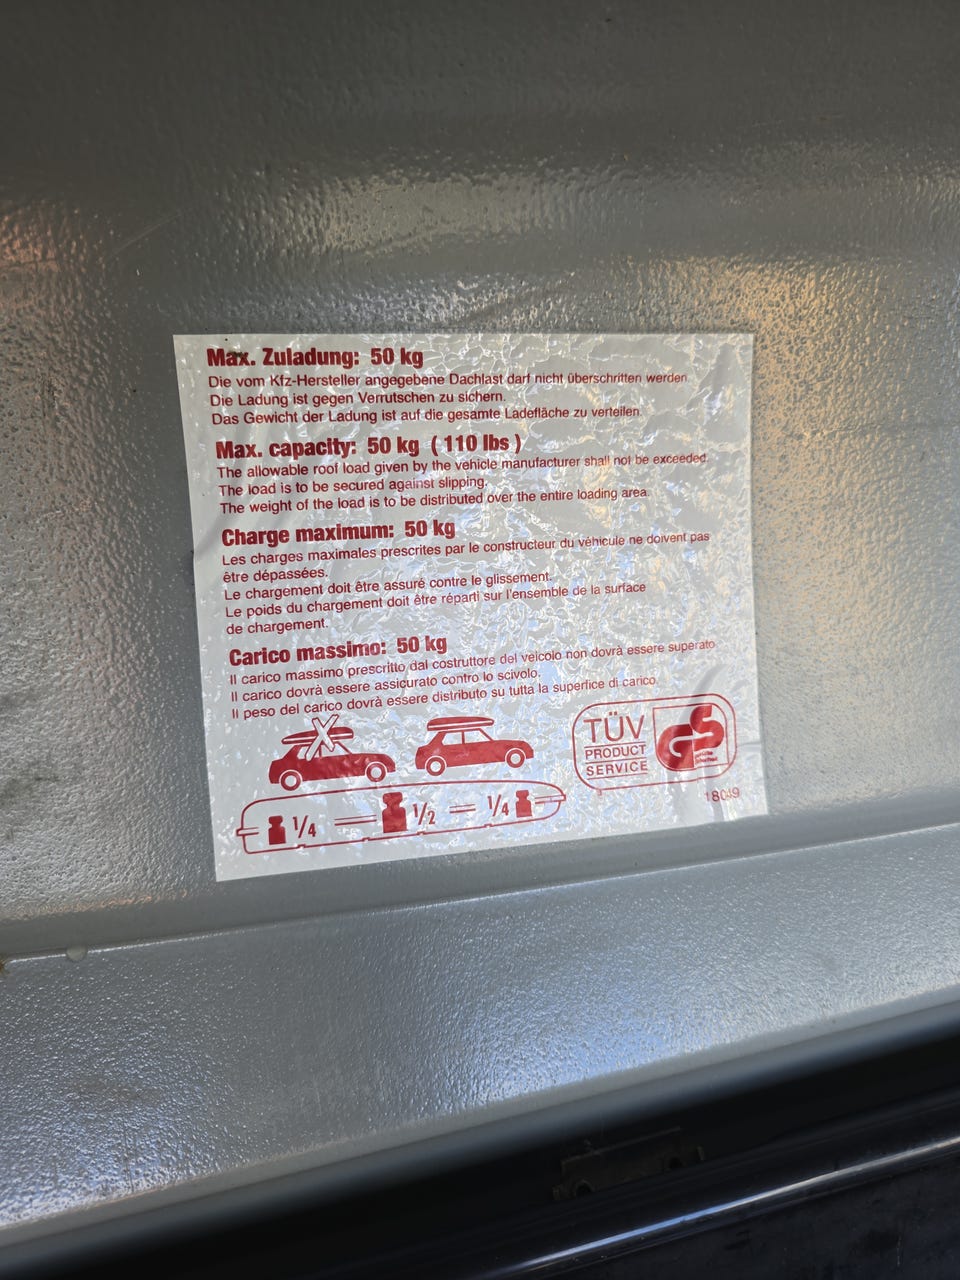 Max. Zuladung: 50 kg
Die vom Kfz-Hersteller angegebene Dachlast darf nicht überschritten werden.
Die Ladung ist gegen Verrutschen zu sichern.
Das Gewicht der Ladung ist auf die gesamte Ladefläche zu verteilen.
Max. capacity: 50 kg ( 110 lbs )
The allowable roof load given by the vehicle manufacturer shall not be exceeded.
The load is to be secured against slipping.
The weight of the load is to be distributed over the entire loading area.
Charge maximum: 50 kg
Les charges maximales prescrites par le constructeur du véhicule ne doivent pas
être dépassées.
Le chargement doit être assuré contre le glissement.
Le poids du chargement doit être réparti sur l'ensemble de la surface
de chargement.
Carico massimo: 50 kg
Il carico massimo prescritto dal costruttore del veicolo non dovrà essere superato.
Il carico dovrà essere assicurato contro lo scivolo.
Il peso del carico dovrà essere distributo su tutta la superfice di carico.
TÜV
PRODUCT
SERVICE
GS
geprüfte
Sicherheit
1/4 1/2 1/4
18049